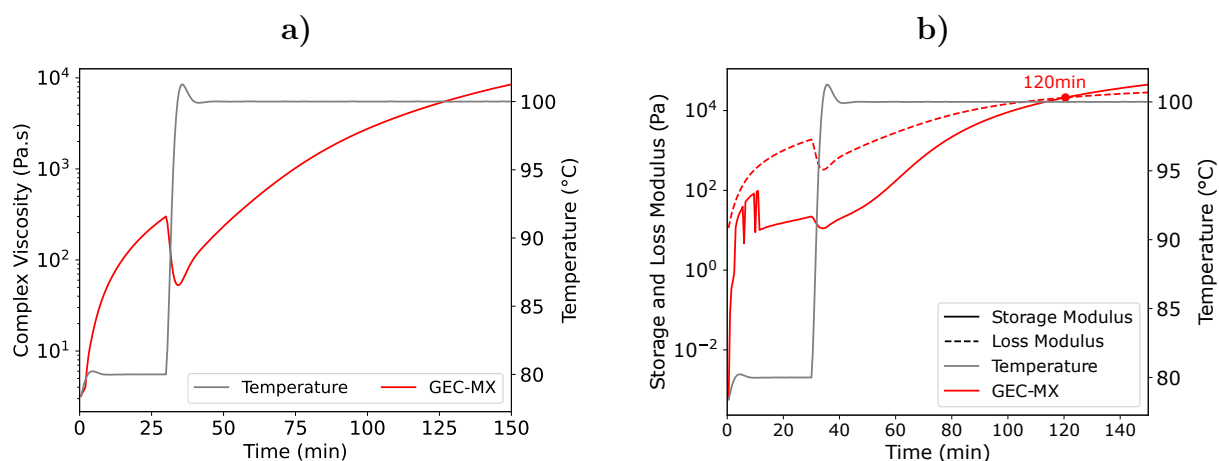 a)
Complex Viscosity (Pa.s)
10⁴
10³
10²
10¹
100
95
90
85
80
Temperature (°C)
Temperature
GEC-MX
0 25 50 75 100 125 150
Time (min)
b)
Storage and Loss Modulus (Pa)
10⁴
10²
10⁰
10⁻²
120min
100
95
90
85
80
Temperature (°C)
Storage Modulus
Loss Modulus
Temperature
GEC-MX
0 20 40 60 80 100 120 140
Time (min)